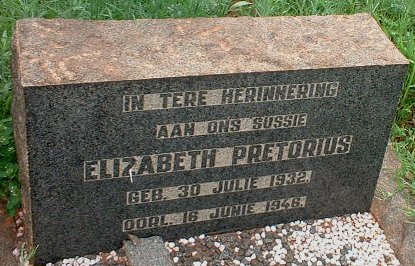 IN TERE HERINNERING
AAN ONS SUSSIE
ELIZABETH PRETORIUS
GEB. 30 JULIE 1932.
OORL. 16 JUNIE 1946.